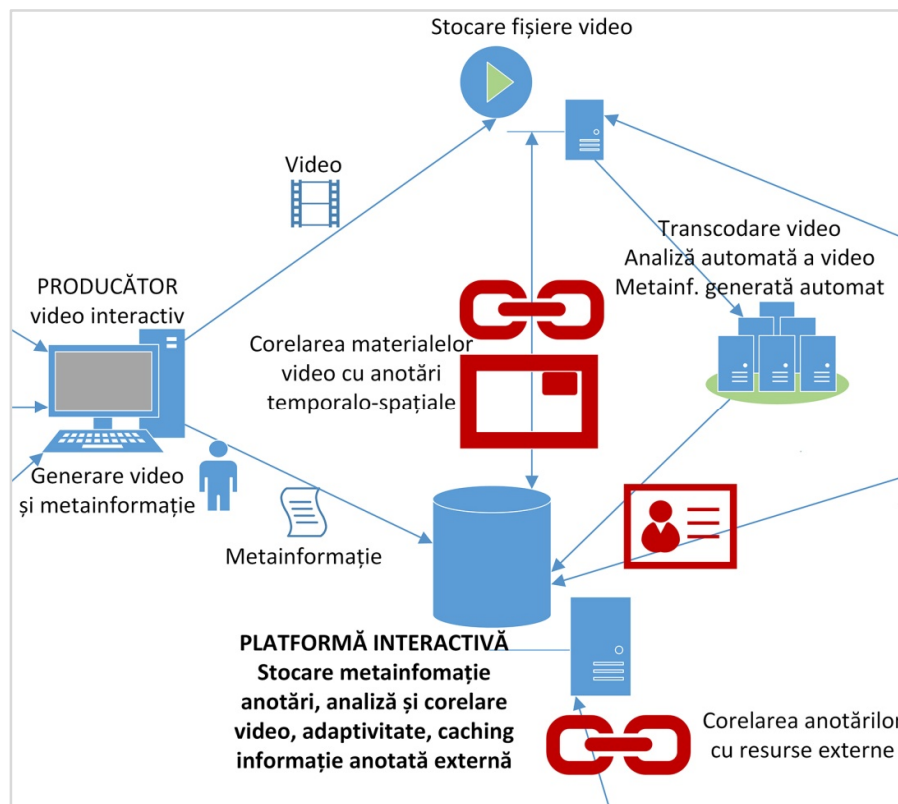 Stocare fișiere video
Video
Transcodare video
Analiză automată a video
Metainf. generată automat
PRODUCĂTOR
video interactiv
Corelarea materialelor
video cu anotări
temporalo-spațiale
Generare video
și metainformație
Metainformație
PLATFORMĂ INTERACTIVĂ
Stocare metainfomație
anotări, analiză și corelare
video, adaptivitate, caching
informație anotată externă
Corelarea anotărilor
cu resurse externe